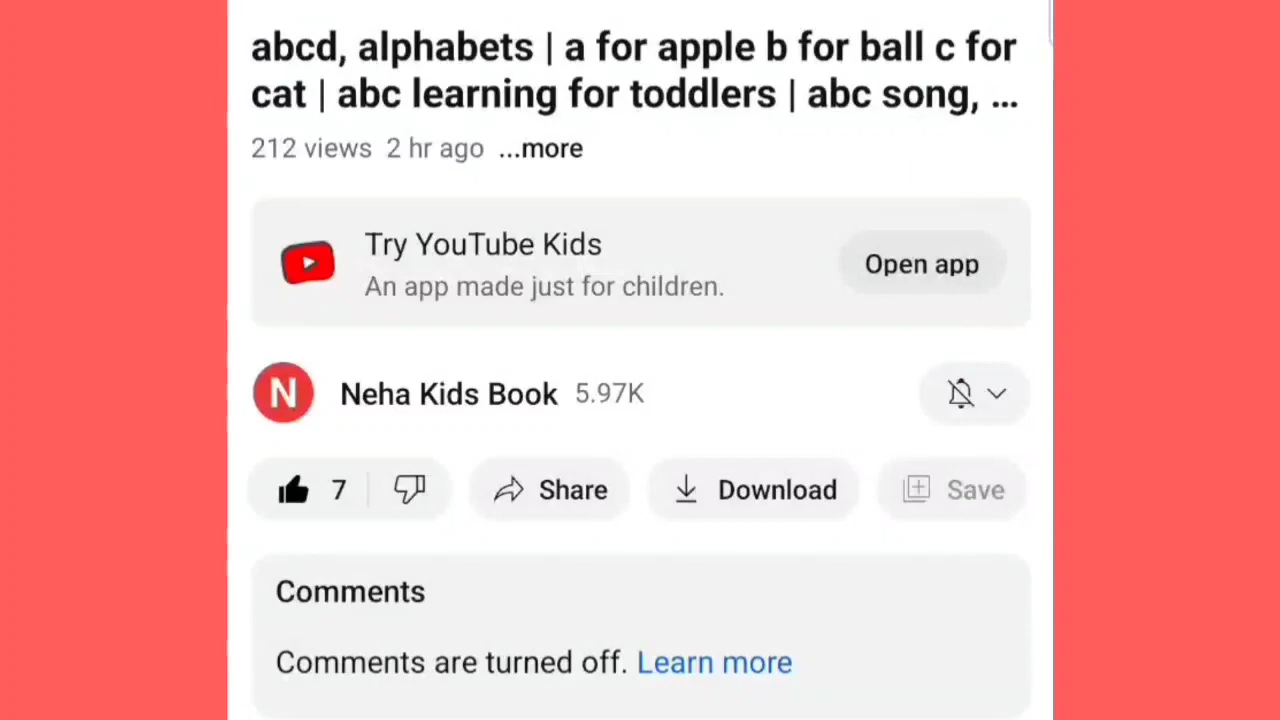 abcd, alphabets | a for apple b for ball c for
cat | abc learning for toddlers | abc song, ...
212 views 2 hr ago ...more
Try YouTube Kids
An app made just for children.
Open app
N
Neha Kids Book 5.97K
7 Share Download Save
Comments
Comments are turned off. Learn more